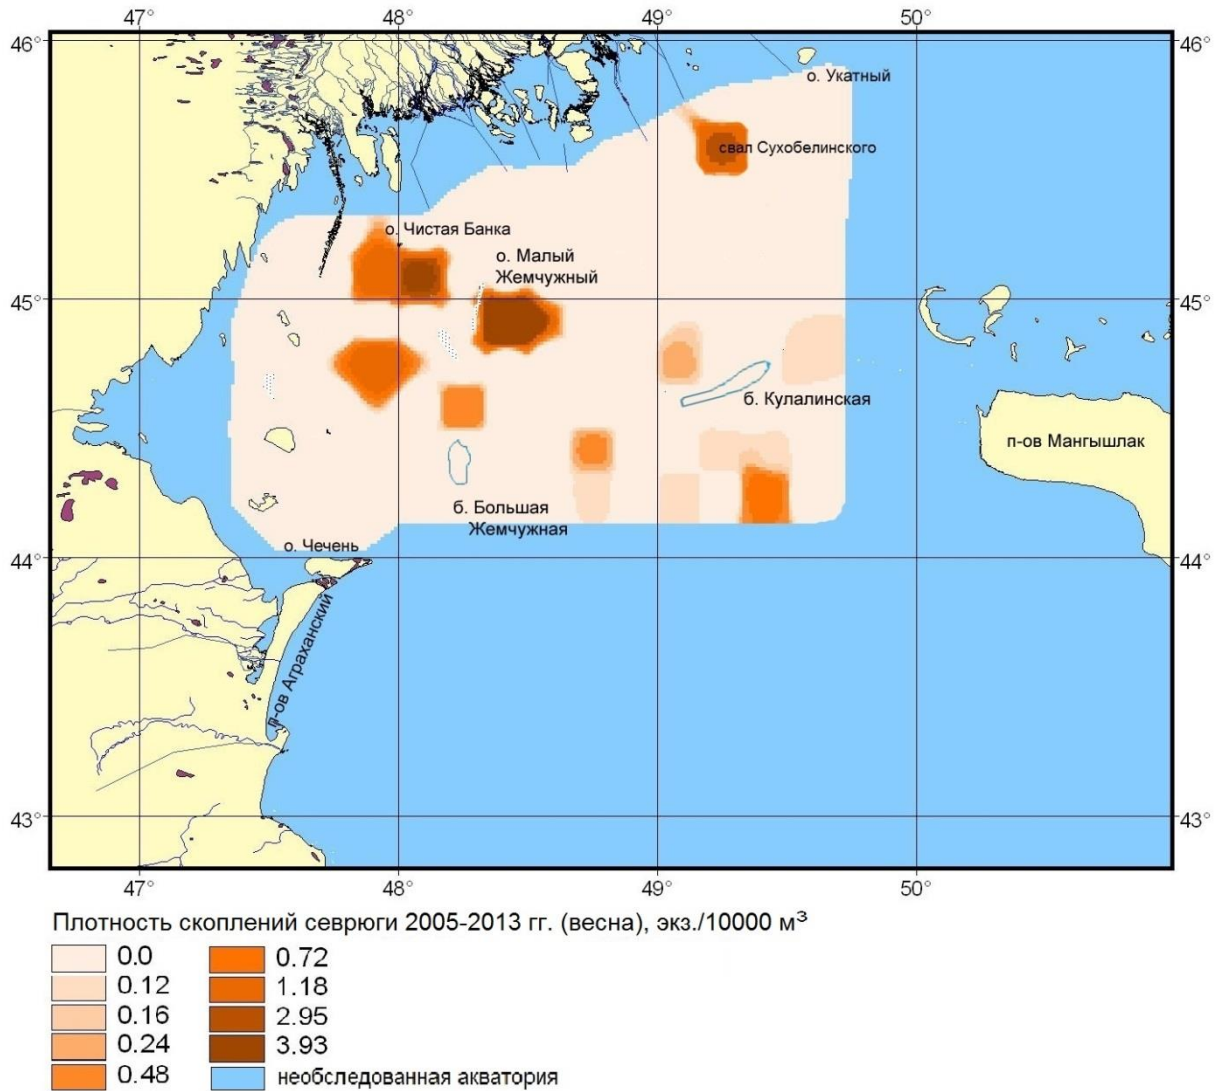 47° 48° 49° 50°
46° 46°
о. Укатный
свал Сухобелинского
о. Чистая Банка
о. Малый
Жемчужный
45° 45°
б. Кулалинская
п-ов Мангышлак
б. Большая
Жемчужная
о. Чечень
44° 44°
п-ов Аграханский
43° 43°
47° 48° 49° 50°
Плотность скоплений севрюги 2005-2013 гг. (весна), экз./10000 м³
0.0 0.72
0.12 1.18
0.16 2.95
0.24 3.93
0.48 необследованная акватория